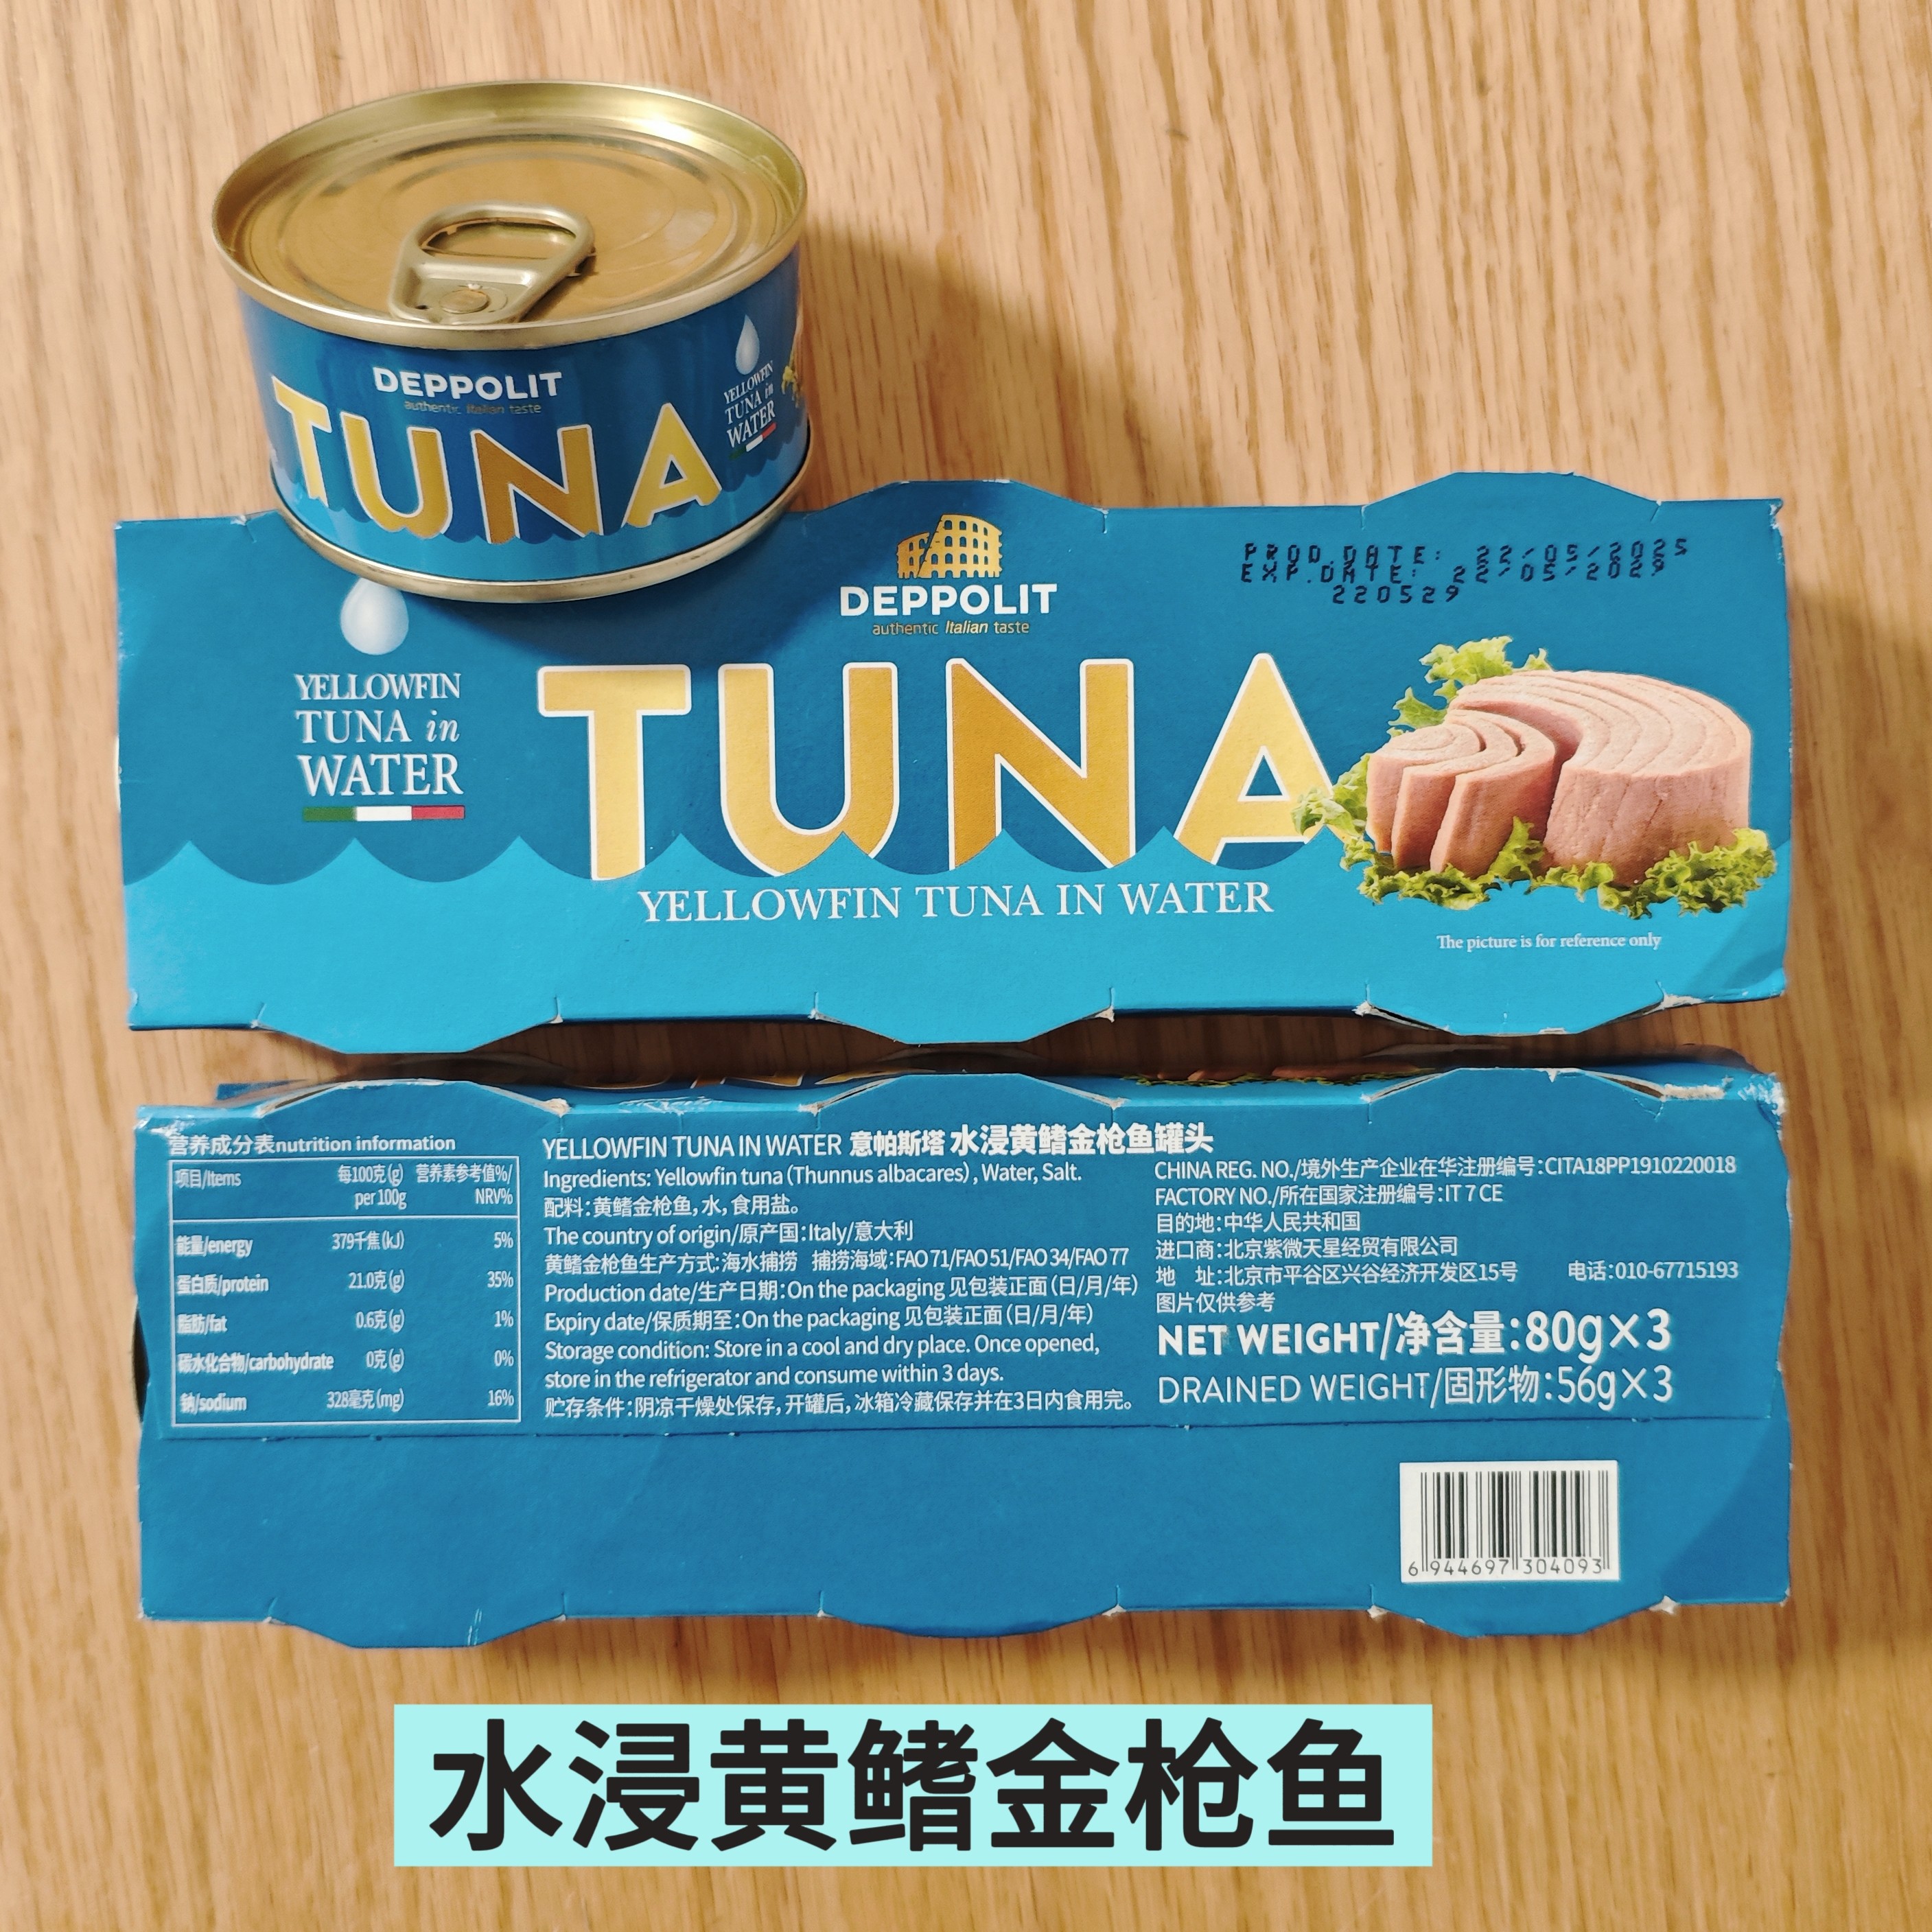 DEPPOLIT
authentic Italian taste
TUNA
YELLOWFIN
TUNA in
WATER
DEPPOLIT
authentic Italian taste
PROD.DATE: 22/05/2025
EXP.DATE: 22/05/2029
220529
YELLOWFIN
TUNA in
WATER
TUNA
YELLOWFIN TUNA IN WATER
The picture is for reference only
营养成分表nutrition information
项目/Items 每100克(g) per 100g 营养素参考值%/NRV%
能量/energy 379千焦(kJ) 5%
蛋白质/protein 21.0克(g) 35%
脂肪/fat 0.6克(g) 1%
碳水化合物/carbohydrate 0克(g) 0%
钠/sodium 328毫克(mg) 16%
YELLOWFIN TUNA IN WATER 意帕斯塔 水浸黄鳍金枪鱼罐头
Ingredients: Yellowfin tuna (Thunnus albacares), Water, Salt.
配料:黄鳍金枪鱼,水,食用盐。
The country of origin/原产国:Italy/意大利
黄鳍金枪鱼生产方式:海水捕捞 捕捞海域:FAO 71/FAO 51/FAO 34/FAO 77
Production date/生产日期:On the packaging 见包装正面(日/月/年)
Expiry date/保质期至:On the packaging 见包装正面(日/月/年)
Storage condition: Store in a cool and dry place. Once opened,
store in the refrigerator and consume within 3 days.
贮存条件:阴凉干燥处保存,开罐后,冰箱冷藏保存并在3日内食用完。
CHINA REG. NO./境外生产企业在华注册编号:CITA18PP1910220018
FACTORY NO./所在国家注册编号:IT 7 CE
目的地:中华人民共和国
进口商:北京紫微天星经贸有限公司
地 址:北京市平谷区兴谷经济开发区15号 电话:010-67715193
图片仅供参考
NET WEIGHT/净含量:80g×3
DRAINED WEIGHT/固形物:56g×3
6 944697 304093
水浸黄鳍金枪鱼